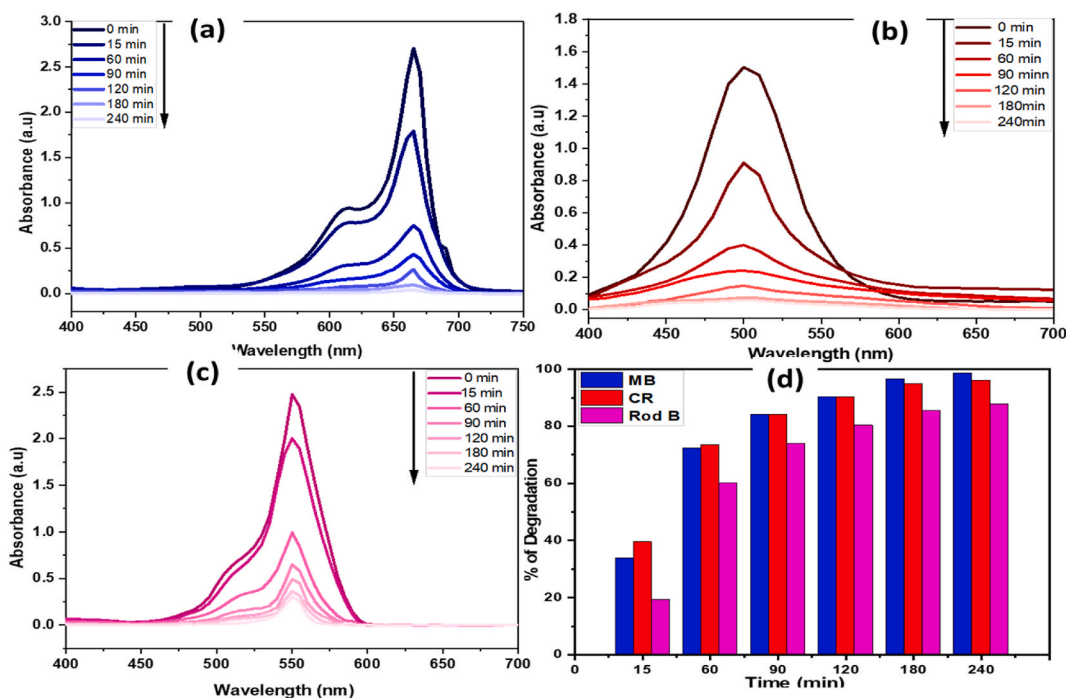 (a)
0 min
15 min
60 min
90 min
120 min
180 min
240 min
3.0
2.5
2.0
1.5
1.0
0.5
0.0
Absorbance (a.u)
400 450 500 550 600 650 700 750
Wavelength (nm)
(b)
0 min
15 min
60 min
90 minn
120 min
180min
240min
1.8
1.6
1.4
1.2
1.0
0.8
0.6
0.4
0.2
0.0
Absorbance (a.u)
400 450 500 550 600 650 700
Wavelength (nm)
(c)
0 min
15 min
60 min
90 min
120 min
180 min
240 min
2.5
2.0
1.5
1.0
0.5
0.0
Absorbance (a.u)
400 450 500 550 600 650 700
Wavelength (nm)
(d)
MB
CR
Rod B
100
80
60
40
20
0
% of Degradation
0 15 60 90 120 180 240
Time (min)